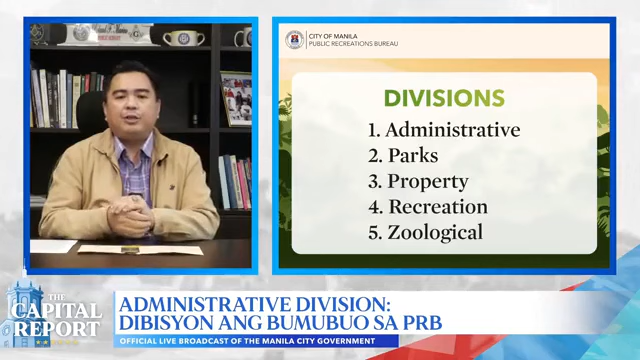 CITY OF MANILA
PUBLIC RECREATIONS BUREAU
DIVISIONS
1. Administrative
2. Parks
3. Property
4. Recreation
5. Zoological
THE
CAPITAL
REPORT
ADMINISTRATIVE DIVISION:
DIBISYON ANG BUMUBUO SA PRB
OFFICIAL LIVE BROADCAST OF THE MANILA CITY GOVERNMENT